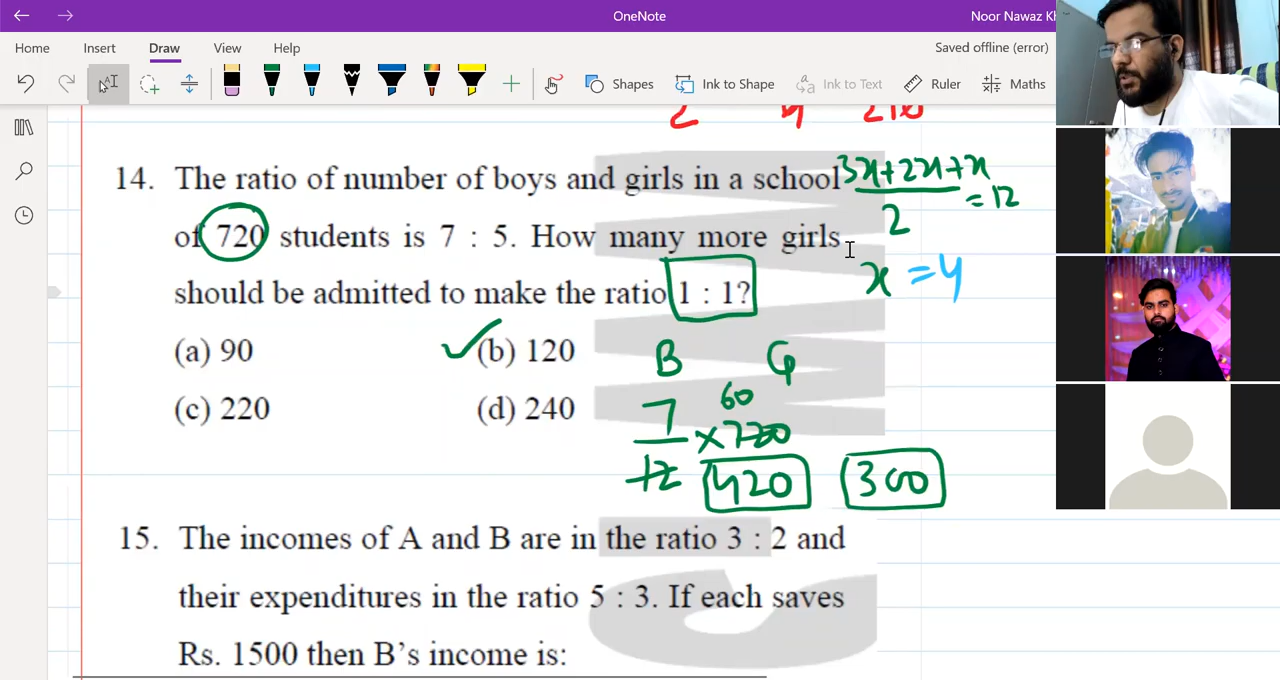 OneNote
Noor Nawaz Kh
Home Insert Draw View Help
Saved offline (error)
Shapes Ink to Shape Ink to Text Ruler Maths
2 4 210
14. The ratio of number of boys and girls in a school
3x+2x+x
of 720 students is 7 : 5. How many more girls
2 = 12
should be admitted to make the ratio 1 : 1?
x = 4
(a) 90 (b) 120
B G
(c) 220 (d) 240
60
7 × 720
12 420 300
15. The incomes of A and B are in the ratio 3 : 2 and
their expenditures in the ratio 5 : 3. If each saves
Rs. 1500 then B’s income is: